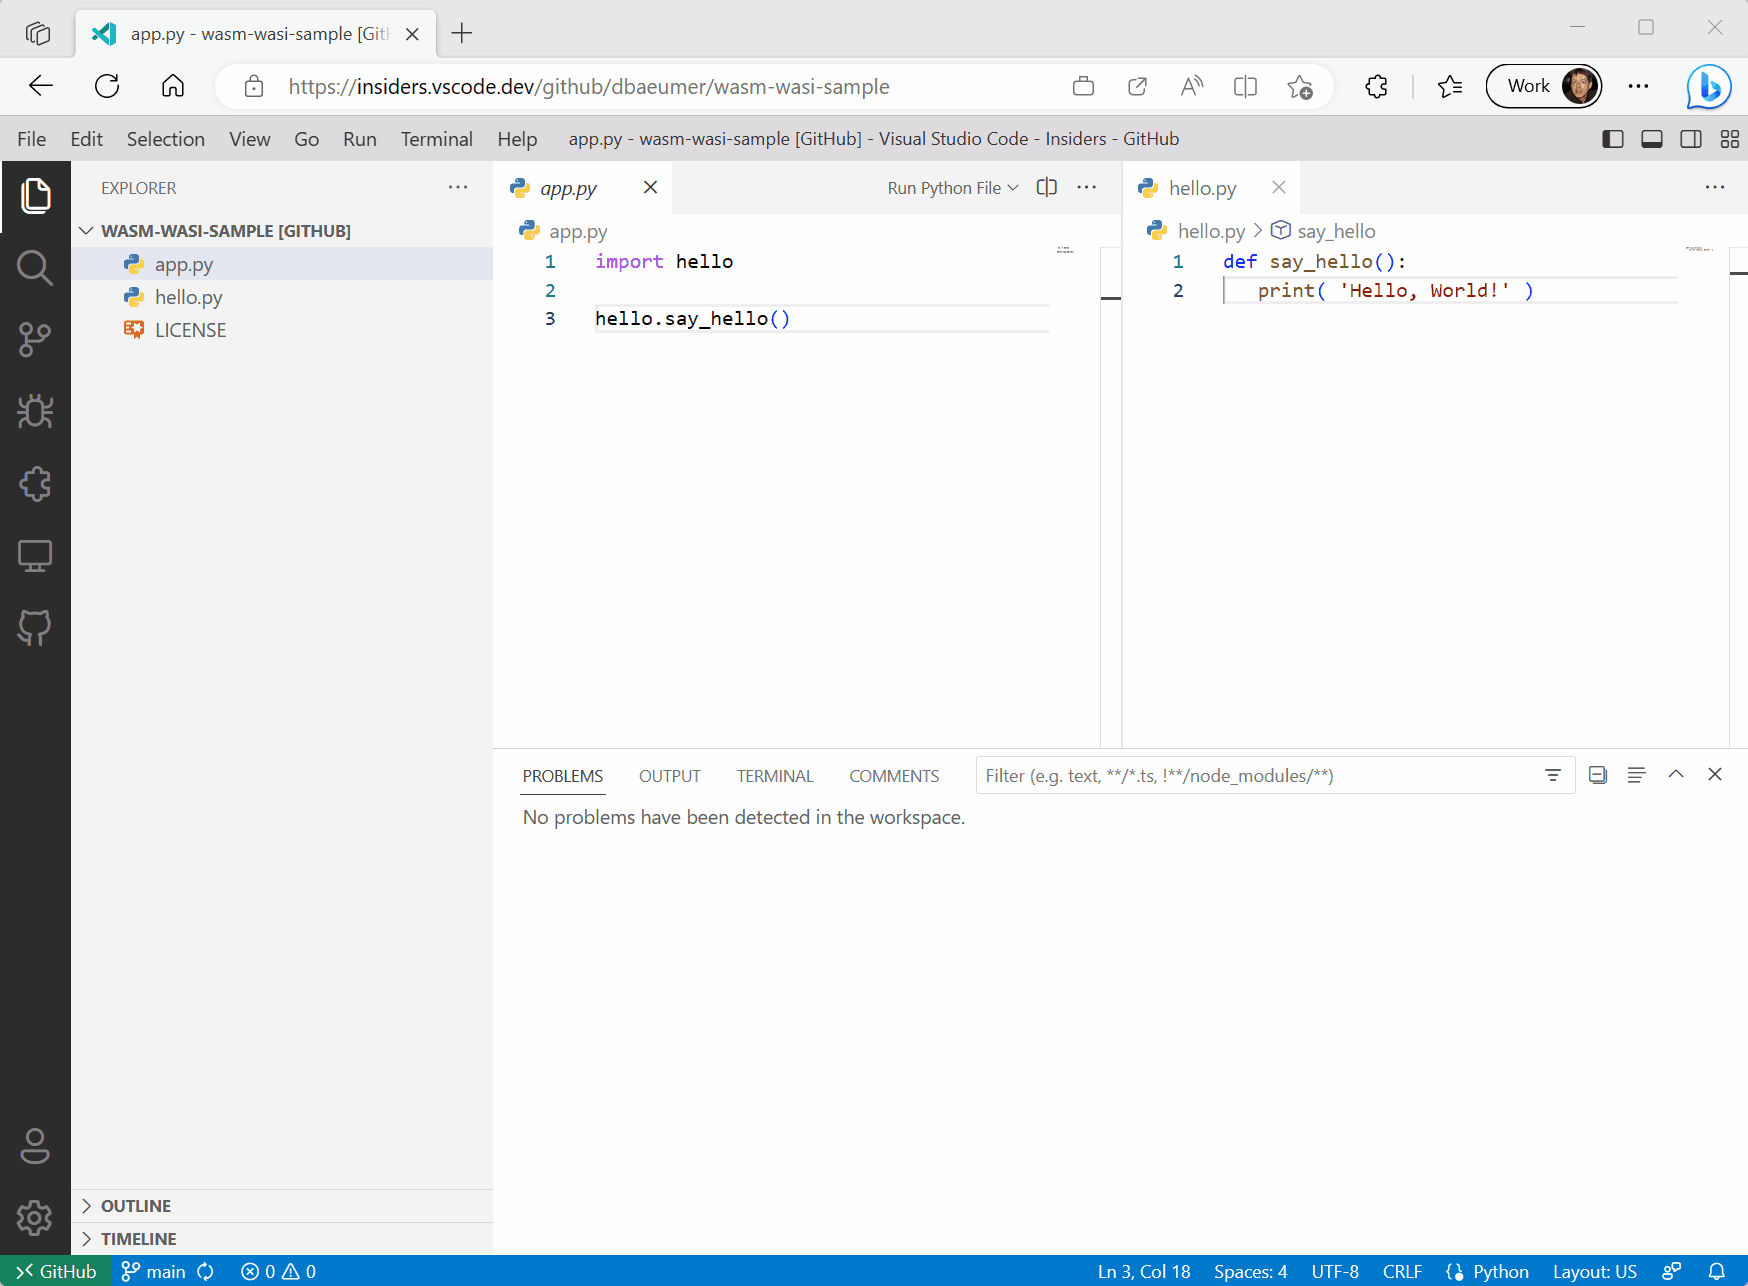 app.py - wasm-wasi-sample [Git
https://insiders.vscode.dev/github/dbaeumer/wasm-wasi-sample
Work
File Edit Selection View Go Run Terminal Help app.py - wasm-wasi-sample [GitHub] - Visual Studio Code - Insiders - GitHub
EXPLORER
WASM-WASI-SAMPLE [GITHUB]
app.py
hello.py
LICENSE
OUTLINE
TIMELINE
app.py
Run Python File
app.py
1 import hello
2
3 hello.say_hello()
hello.py
hello.py > say_hello
1 def say_hello():
2 print( 'Hello, World!' )
PROBLEMS OUTPUT TERMINAL COMMENTS
Filter (e.g. text, **/*.ts, !**/node_modules/**)
No problems have been detected in the workspace.
GitHub main 0 0 Ln 3, Col 18 Spaces: 4 UTF-8 CRLF Python Layout: US